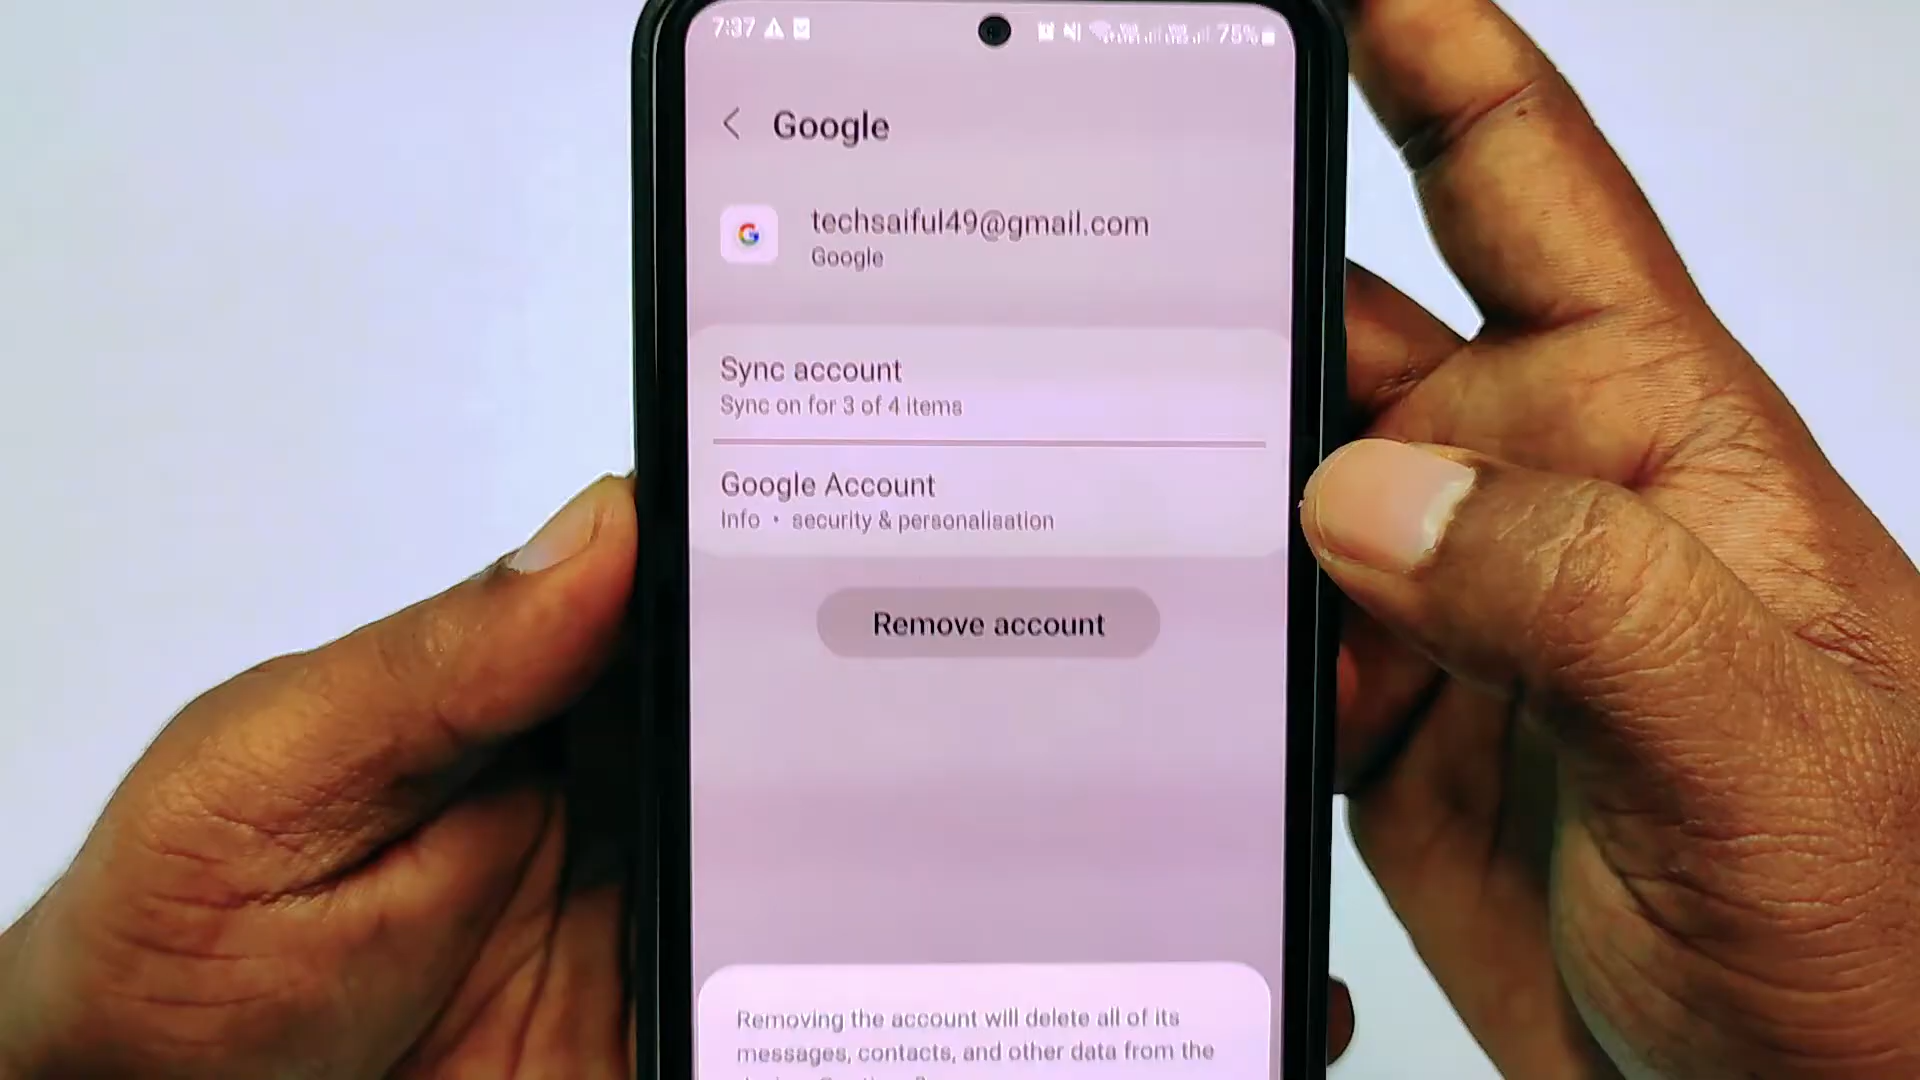 7:37 75%
Google
techsaiful49@gmail.com
Google
Sync account
Sync on for 3 of 4 items
Google Account
Info • security & personalisation
Remove account
Removing the account will delete all of its
messages, contacts, and other data from the